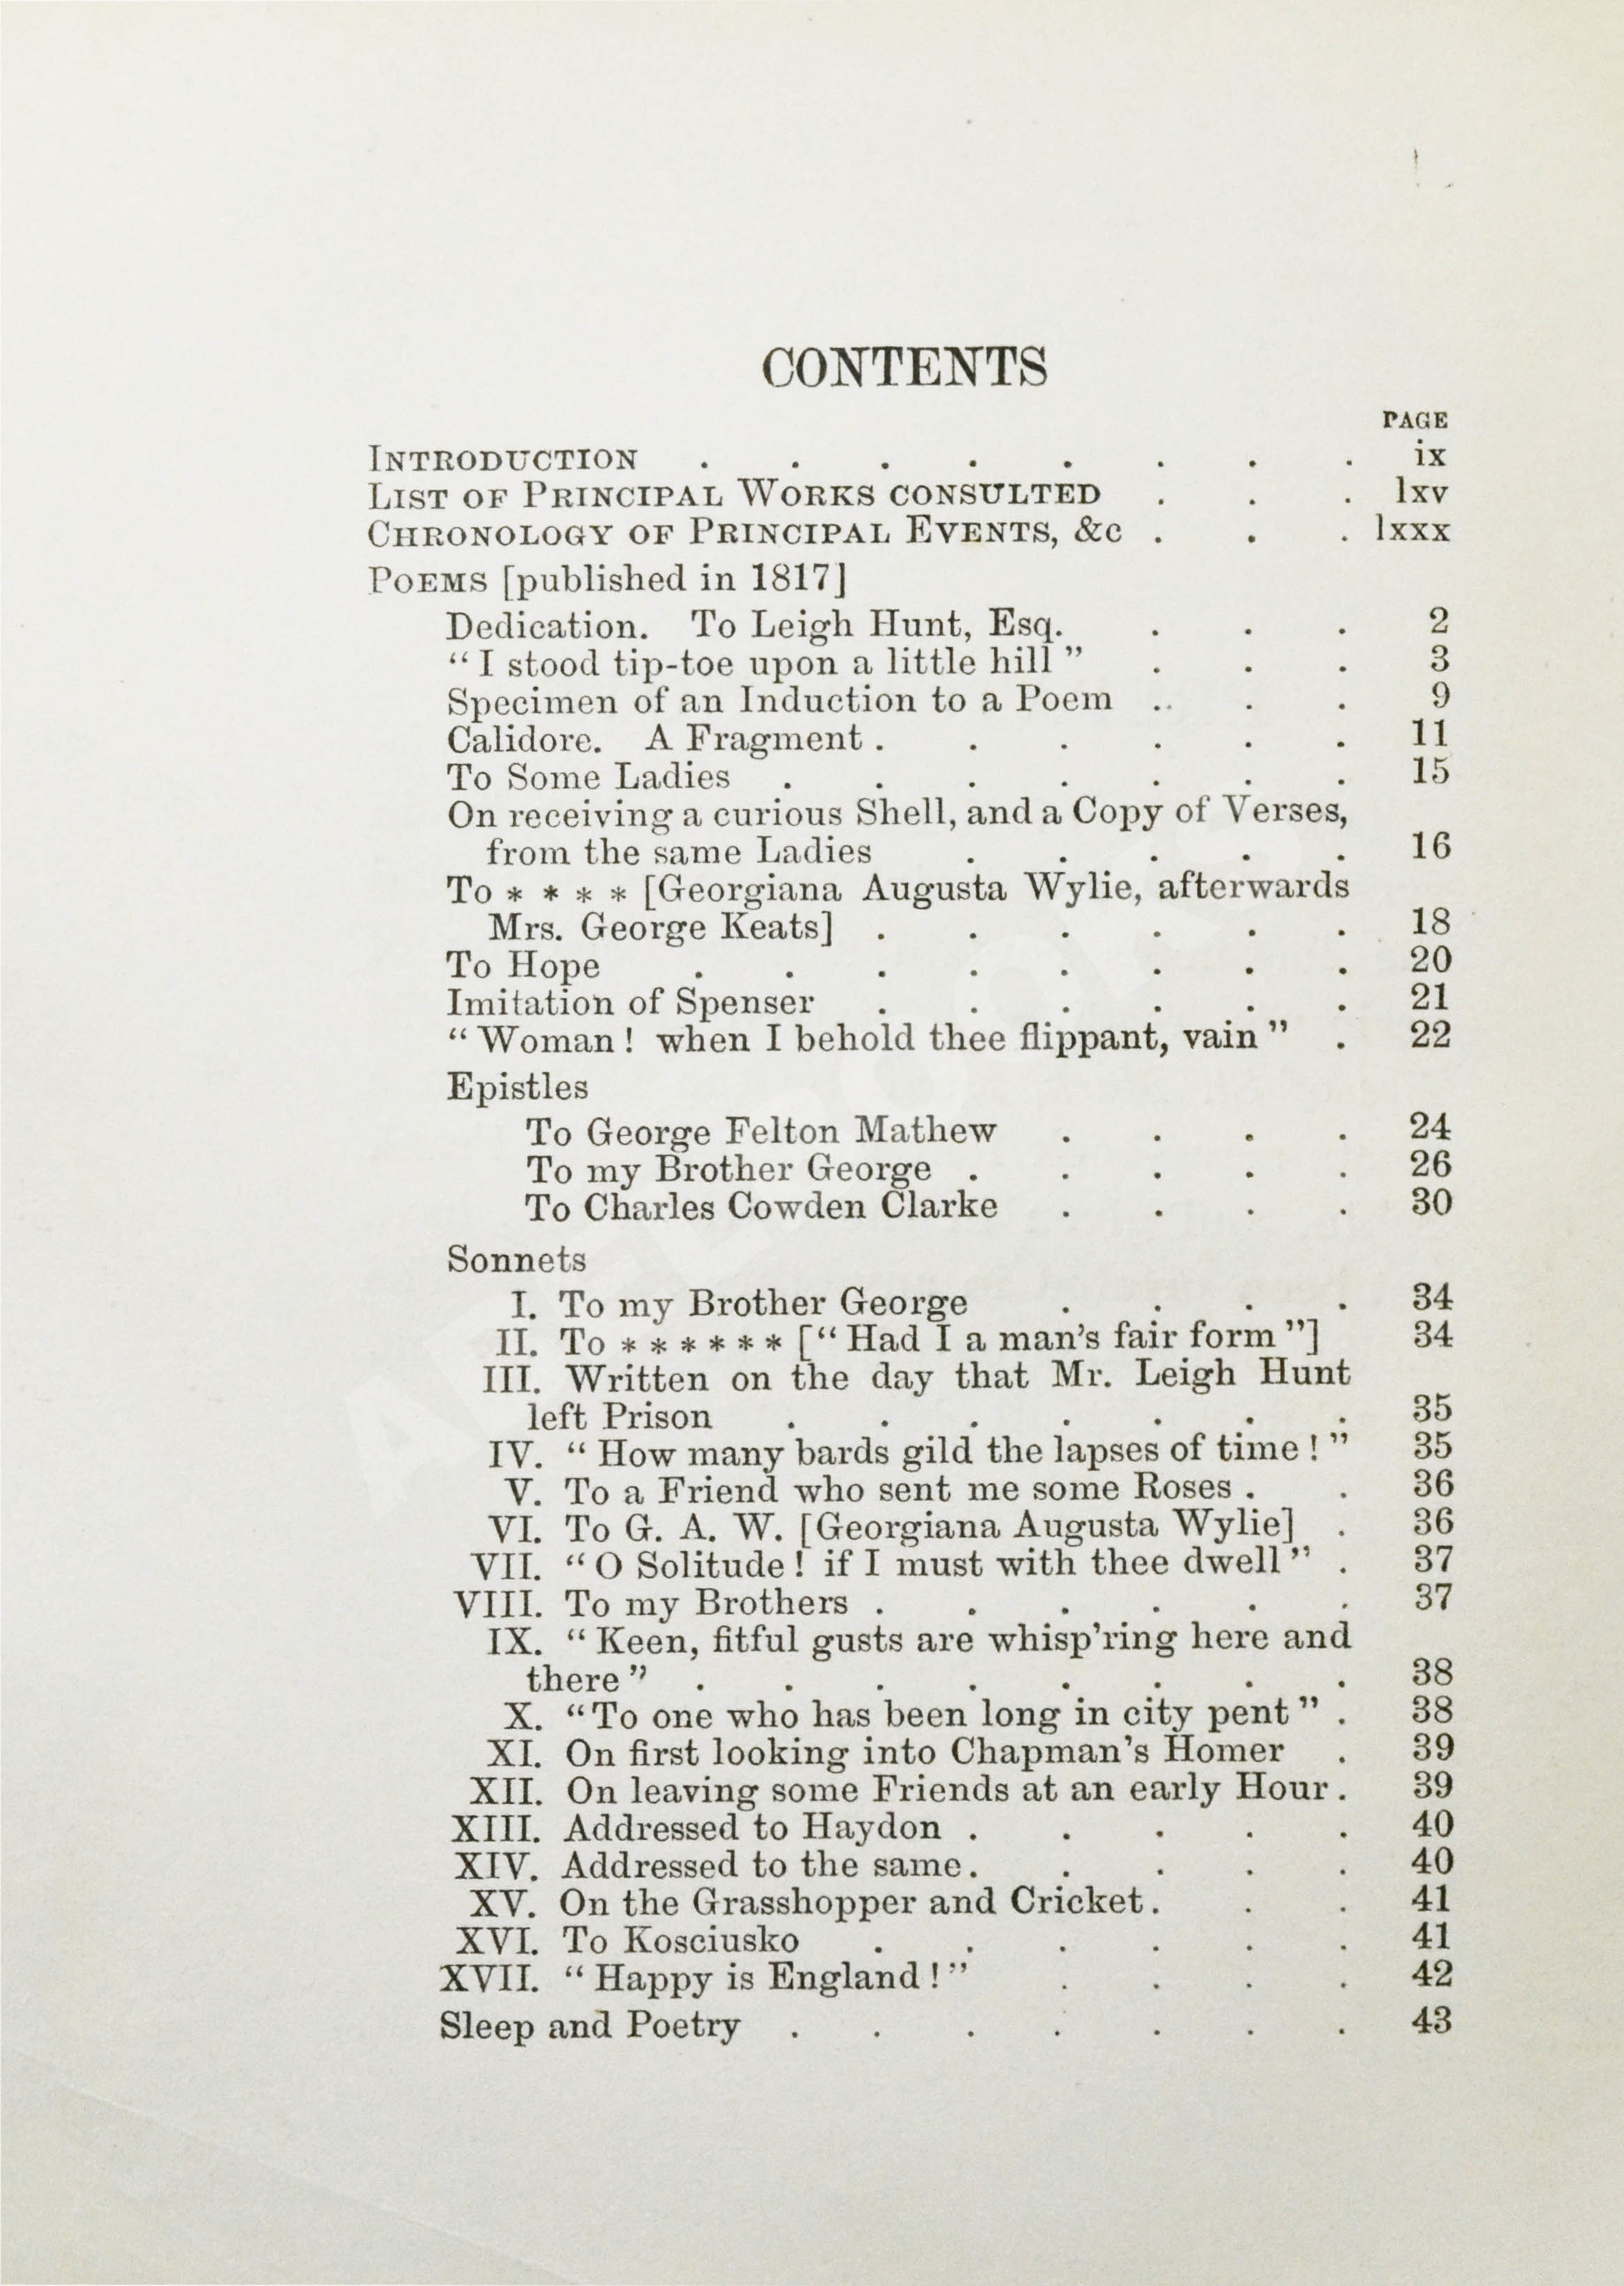 CONTENTS
PAGE
INTRODUCTION . . . . . . . . ix
LIST OF PRINCIPAL WORKS CONSULTED . . . lxv
CHRONOLOGY OF PRINCIPAL EVENTS, &C . . . lxxx
POEMS [published in 1817]
Dedication. To Leigh Hunt, Esq. . . . 2
“I stood tip-toe upon a little hill” . . . 3
Specimen of an Induction to a Poem . . . 9
Calidore. A Fragment . . . . . . 11
To Some Ladies . . . . . . . 15
On receiving a curious Shell, and a Copy of Verses,
from the same Ladies . . . . . 16
To * * * * [Georgiana Augusta Wylie, afterwards
Mrs. George Keats] . . . . . . 18
To Hope . . . . . . . . 20
Imitation of Spenser . . . . . . 21
“Woman! when I behold thee flippant, vain” . 22
Epistles
To George Felton Mathew . . . . 24
To my Brother George . . . . . 26
To Charles Cowden Clarke . . . . 30
Sonnets
I. To my Brother George . . . . 34
II. To * * * * * * [“Had I a man's fair form”] 34
III. Written on the day that Mr. Leigh Hunt
left Prison . . . . . . . 35
IV. “How many bards gild the lapses of time!” 35
V. To a Friend who sent me some Roses . . 36
VI. To G. A. W. [Georgiana Augusta Wylie] . 36
VII. “O Solitude! if I must with thee dwell” . 37
VIII. To my Brothers . . . . . . 37
IX. “Keen, fitful gusts are whisp'ring here and
there” . . . . . . . . 38
X. “To one who has been long in city pent” . 38
XI. On first looking into Chapman's Homer . 39
XII. On leaving some Friends at an early Hour . 39
XIII. Addressed to Haydon . . . . . 40
XIV. Addressed to the same . . . . . 40
XV. On the Grasshopper and Cricket . . . 41
XVI. To Kosciusko . . . . . . 41
XVII. “Happy is England!” . . . . 42
Sleep and Poetry . . . . . . . 43